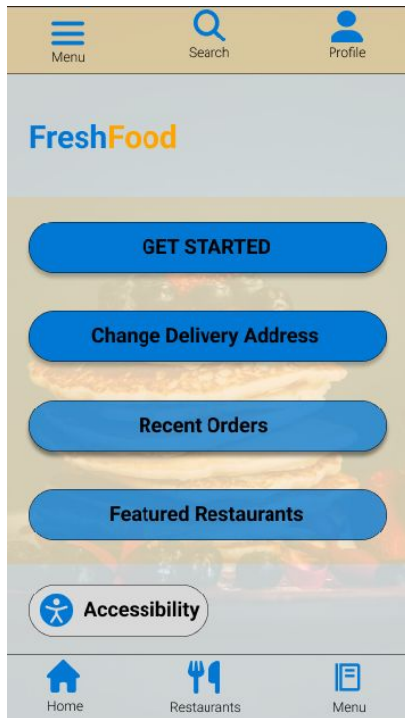 Menu
Search
Profile
FreshFood
GET STARTED
Change Delivery Address
Recent Orders
Featured Restaurants
Accessibility
Home
Restaurants
Menu